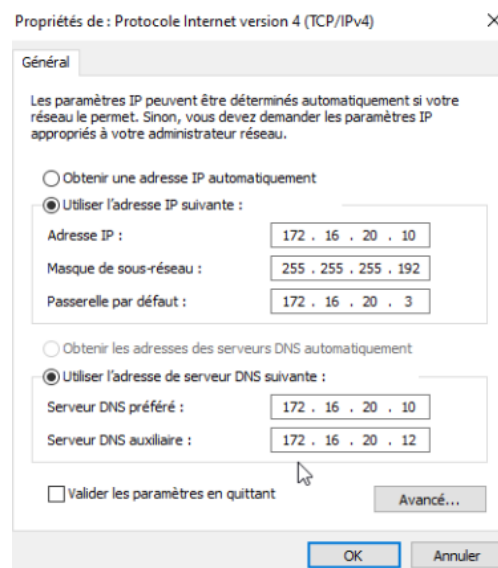 Propriétés de : Protocole Internet version 4 (TCP/IPv4)
Général
Les paramètres IP peuvent être déterminés automatiquement si votre
réseau le permet. Sinon, vous devez demander les paramètres IP
appropriés à votre administrateur réseau.
Obtenir une adresse IP automatiquement
Utiliser l'adresse IP suivante :
Adresse IP : 172 . 16 . 20 . 10
Masque de sous-réseau : 255 . 255 . 255 . 192
Passerelle par défaut : 172 . 16 . 20 . 3
Obtenir les adresses des serveurs DNS automatiquement
Utiliser l'adresse de serveur DNS suivante :
Serveur DNS préféré : 172 . 16 . 20 . 10
Serveur DNS auxiliaire : 172 . 16 . 20 . 12
Valider les paramètres en quittant
Avancé...
OK Annuler